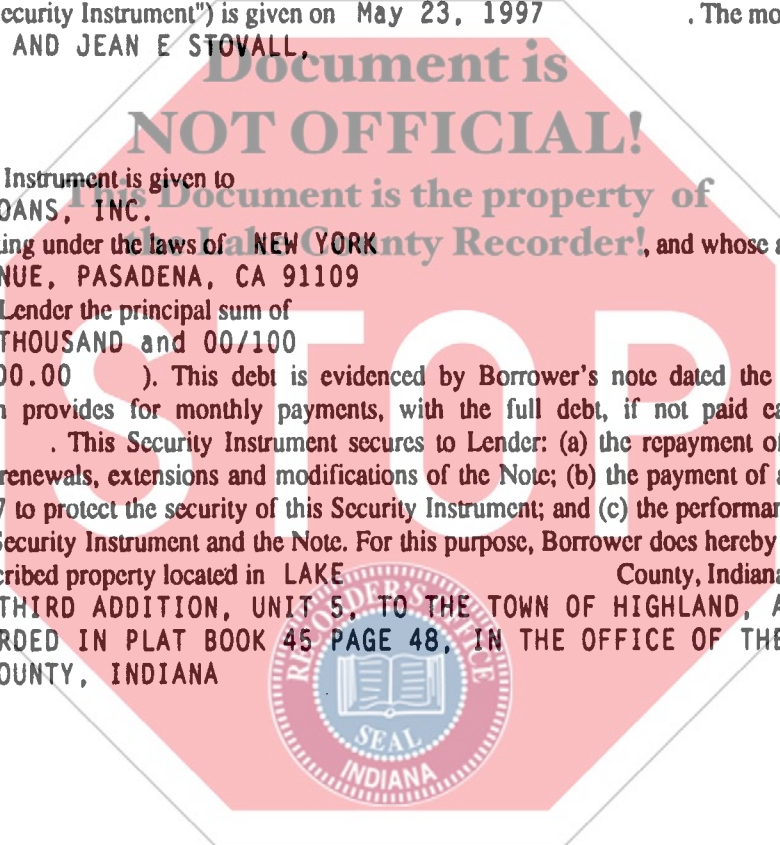 ecurity Instrument") is given on May 23, 1997 . The mo
AND JEAN E STOVALL,
Document is
NOT OFFICIAL!
Instrument is given to
This Document is the property of
OANS, INC.
the Lake County Recorder!
ing under the laws of NEW YORK , and whose a
NUE, PASADENA, CA 91109
Lender the principal sum of
THOUSAND and 00/100
00.00 ). This debt is evidenced by Borrower's note dated the
provides for monthly payments, with the full debt, if not paid ea
STOP
. This Security Instrument secures to Lender: (a) the repayment of
renewals, extensions and modifications of the Note; (b) the payment of a
7 to protect the security of this Security Instrument; and (c) the performan
Security Instrument and the Note. For this purpose, Borrower does hereby
cribed property located in LAKE County, Indiana
THIRD ADDITION, UNIT 5, TO THE TOWN OF HIGHLAND, A
RDED IN PLAT BOOK 45 PAGE 48, IN THE OFFICE OF THE
OUNTY, INDIANA
RECORDER'S OFFICE
SEAL
INDIANA